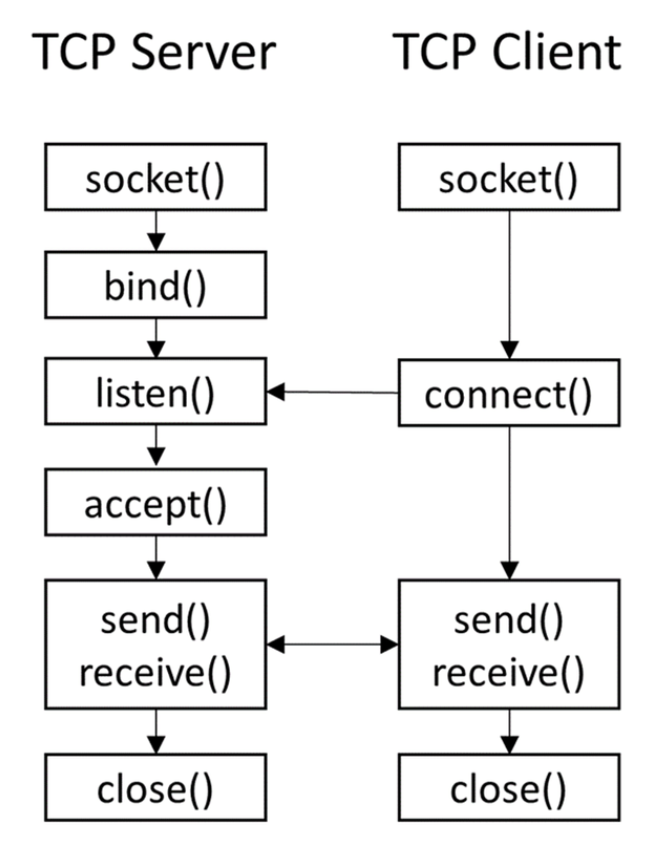 TCP Server
socket()
bind()
listen()
accept()
send()
receive()
close()
TCP Client
socket()
connect()
send()
receive()
close()